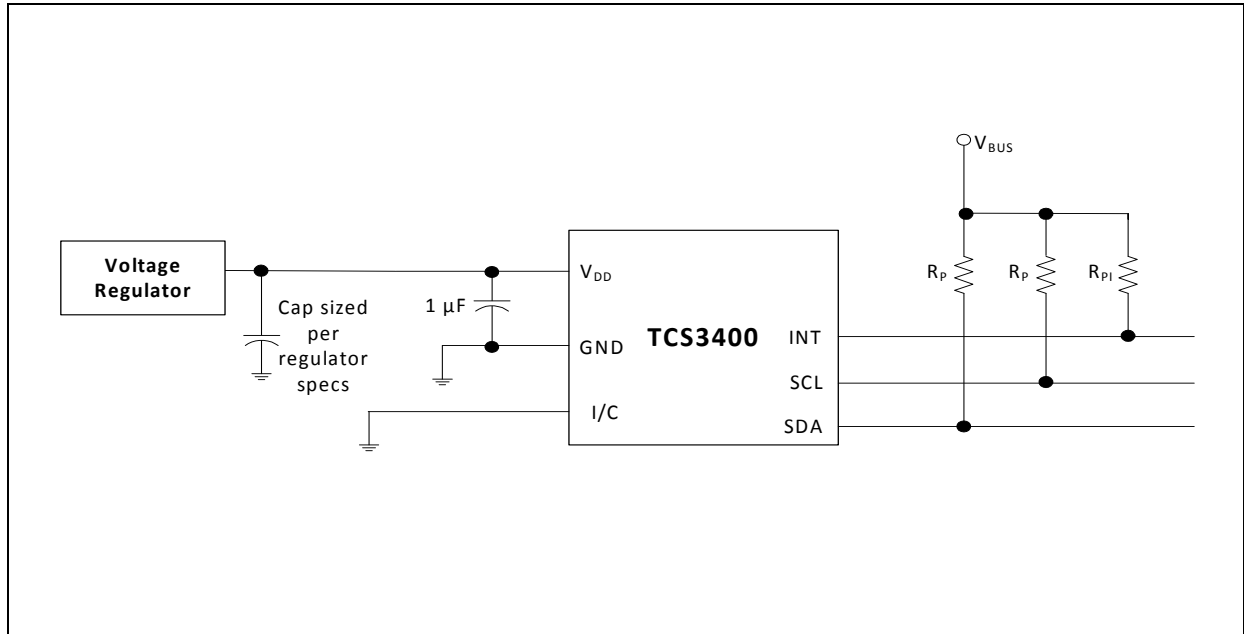 V_BUS
Voltage
Regulator
Cap sized
per
regulator
specs
1 µF
V_DD
GND
I/C
TCS3400
INT
SCL
SDA
R_P
R_P
R_PI